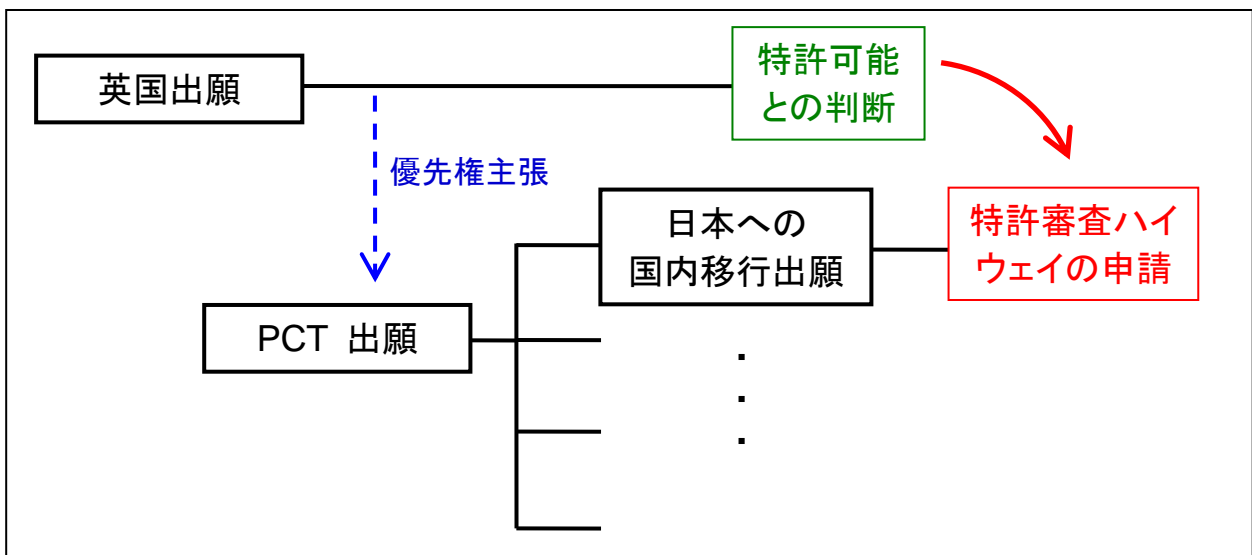 英国出願
特許可能
との判断
優先権主張
日本への
国内移行出願
特許審査ハイ
ウェイの申請
PCT 出願
・
・
・